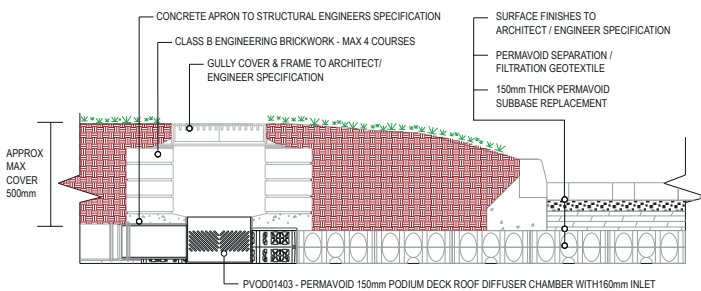 CONCRETE APRON TO STRUCTURAL ENGINEERS SPECIFICATION
CLASS B ENGINEERING BRICKWORK - MAX 4 COURSES
GULLY COVER & FRAME TO ARCHITECT/
ENGINEER SPECIFICATION
SURFACE FINISHES TO
ARCHITECT / ENGINEER SPECIFICATION
PERMAVOID SEPARATION /
FILTRATION GEOTEXTILE
150mm THICK PERMAVOID
SUBBASE REPLACEMENT
APPROX
MAX
COVER
500mm
PVOD01403 - PERMAVOID 150mm PODIUM DECK ROOF DIFFUSER CHAMBER WITH160mm INLET